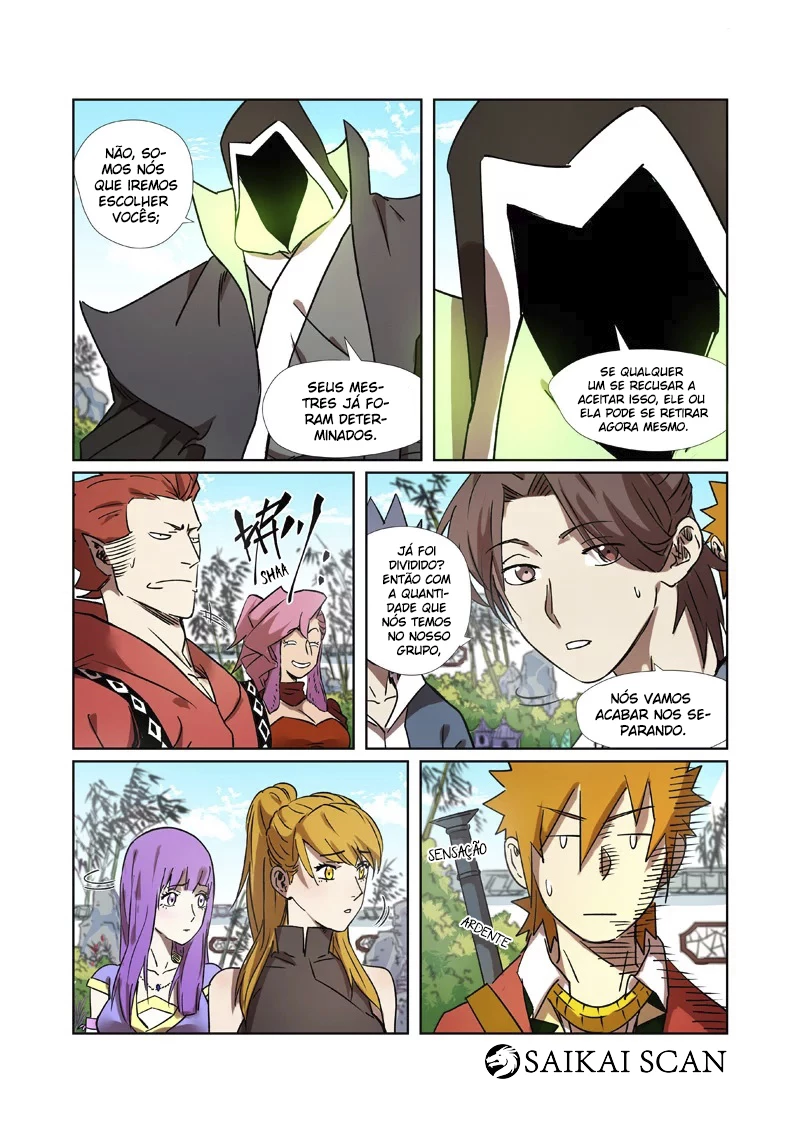 NÃO, SO-
MOS NÓS
QUE IREMOS
ESCOLHER
VOCÊS;
SEUS MES-
TRES JÁ FO-
RAM DETER-
MINADOS.
SE QUALQUER
UM SE RECUSAR A
ACEITAR ISSO, ELE OU
ELA PODE SE RETIRAR
AGORA MESMO.
SHAA
JÁ FOI
DIVIDIDO?
ENTÃO COM
A QUANTI-
DADE QUE
NÓS TEMOS
NO NOSSO
GRUPO,
NÓS VAMOS
ACABAR NOS SE-
PARANDO.
SENSAÇÃO
ARDENTE
SAIKAI SCAN